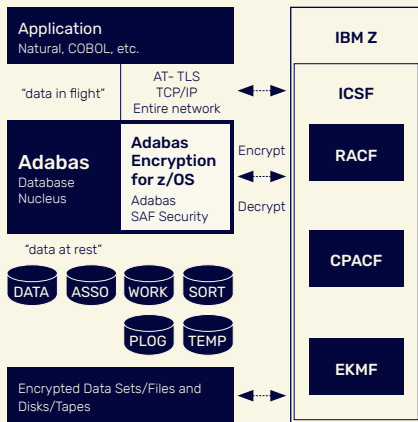 Application
Natural, COBOL, etc.
“data in flight”
AT- TLS
TCP/IP
Entire network
Adabas
Database
Nucleus
Adabas
Encryption
for z/OS
Adabas
SAF Security
Encrypt
Decrypt
“data at rest”
DATA
ASSO
WORK
SORT
PLOG
TEMP
Encrypted Data Sets/Files and
Disks/Tapes
IBM Z
ICSF
RACF
CPACF
EKMF